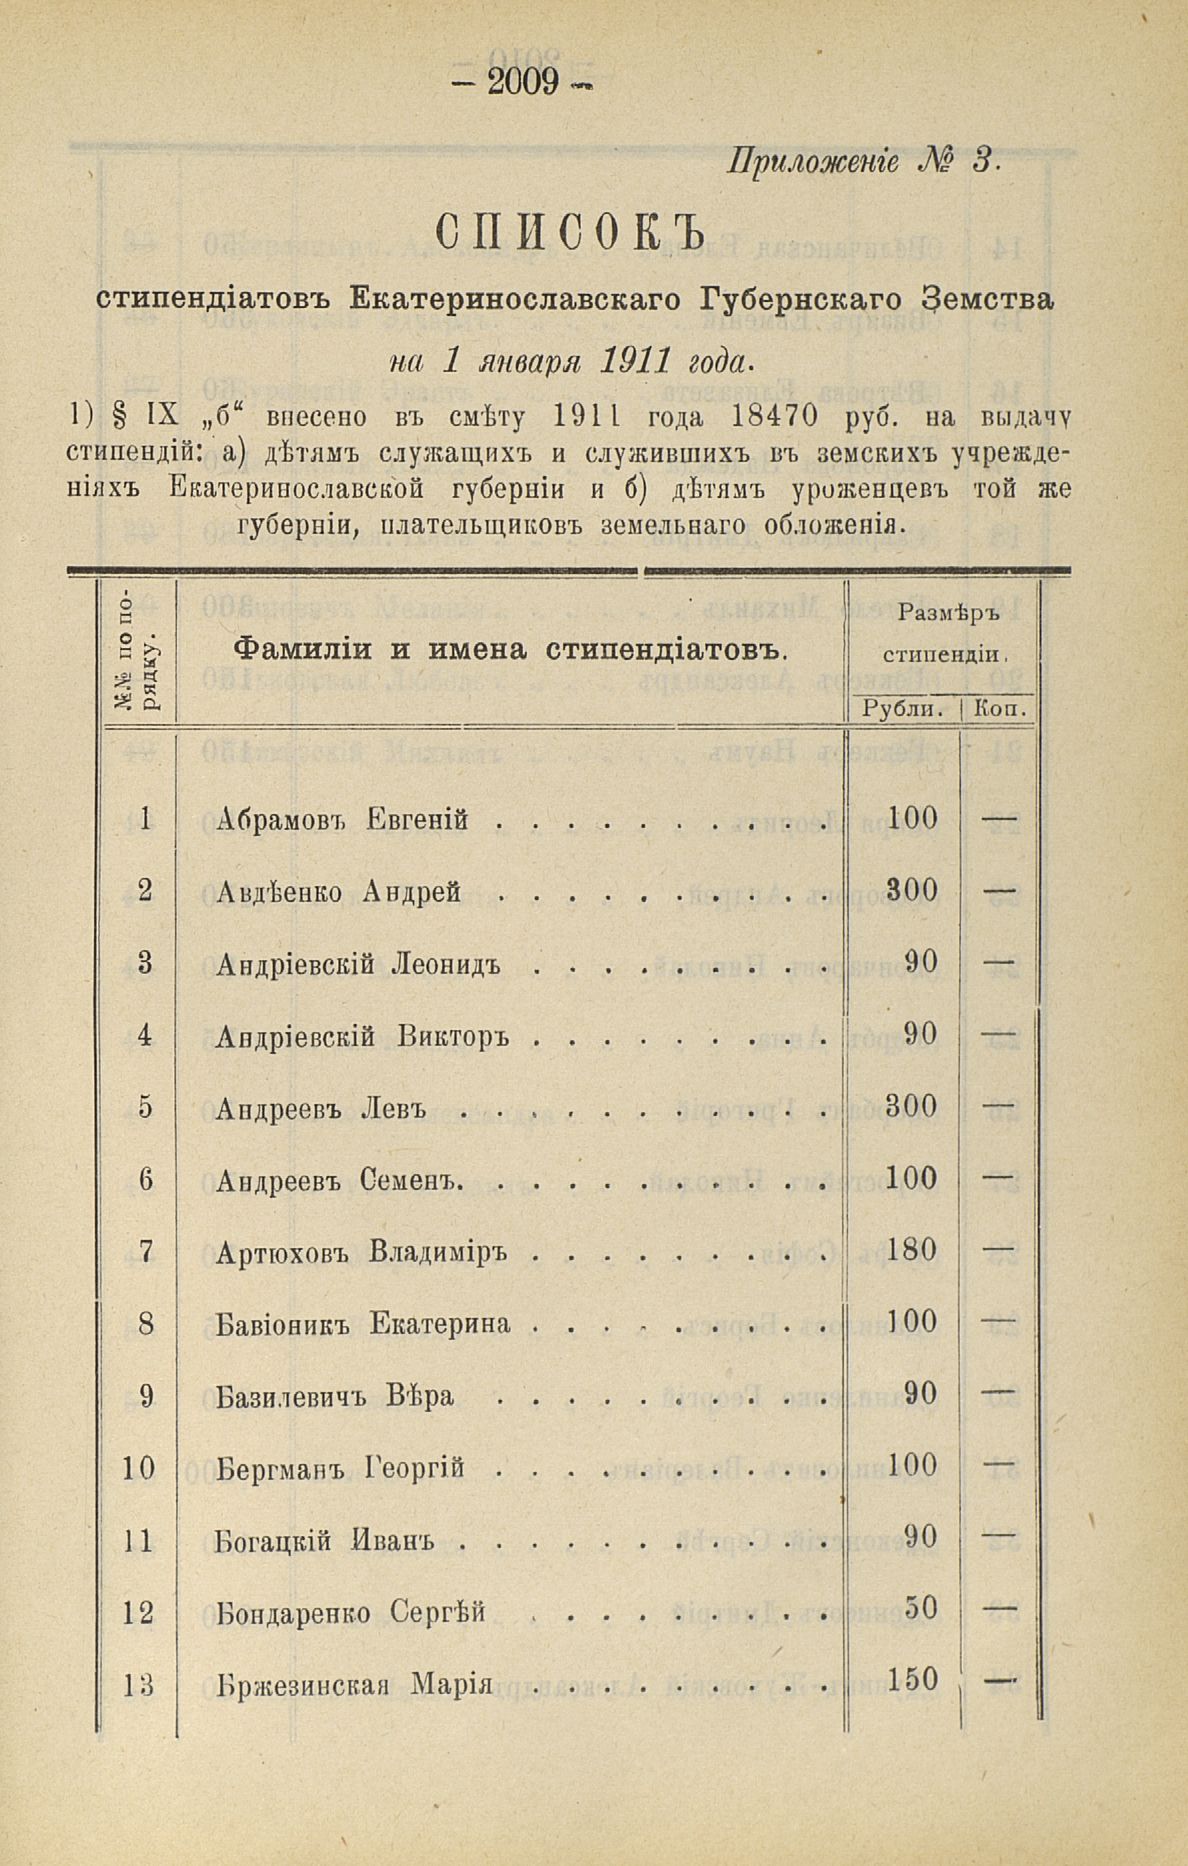 – 2009 –
Приложеніе № 3.
СПИСОКЪ
стипендіатовъ Екатеринославскаго Губернскаго Земства
на 1 января 1911 года.
1) § IX „б“ внесено въ смѣту 1911 года 18470 руб. на выдачу
стипендій: а) дѣтямъ служащихъ и служившихъ въ земскихъ учрежде-
ніяхъ Екатеринославской губерніи и б) дѣтямъ уроженцевъ той же
губерніи, плательщиковъ земельнаго обложенія.
№№ по по-
рядку.
Фамиліи и имена стипендіатовъ.
Размѣръ
стипендіи.
Рубли. Коп.
1 Абрамовъ Евгеній . . . . . . . . . . 100 —
2 Авдѣенко Андрей . . . . . . . . . . 300 —
3 Андріевскій Леонидъ . . . . . . . . . 90 —
4 Андріевскій Викторъ . . . . . . . . . 90 —
5 Андреевъ Левъ . . . . . . . . . . . 300 —
6 Андреевъ Семенъ. . . . . . . . . . . 100 —
7 Артюховъ Владиміръ . . . . . . . . . 180 —
8 Бавіоникъ Екатерина . . . . . . . . . 100 —
9 Базилевичъ Вѣра . . . . . . . . . . 90 —
10 Бергманъ Георгій . . . . . . . . . . 100 —
11 Богацкій Иванъ . . . . . . . . . . . 90 —
12 Бондаренко Сергѣй . . . . . . . . . 50 —
13 Бржезинская Марія . . . . . . . . . 150 —